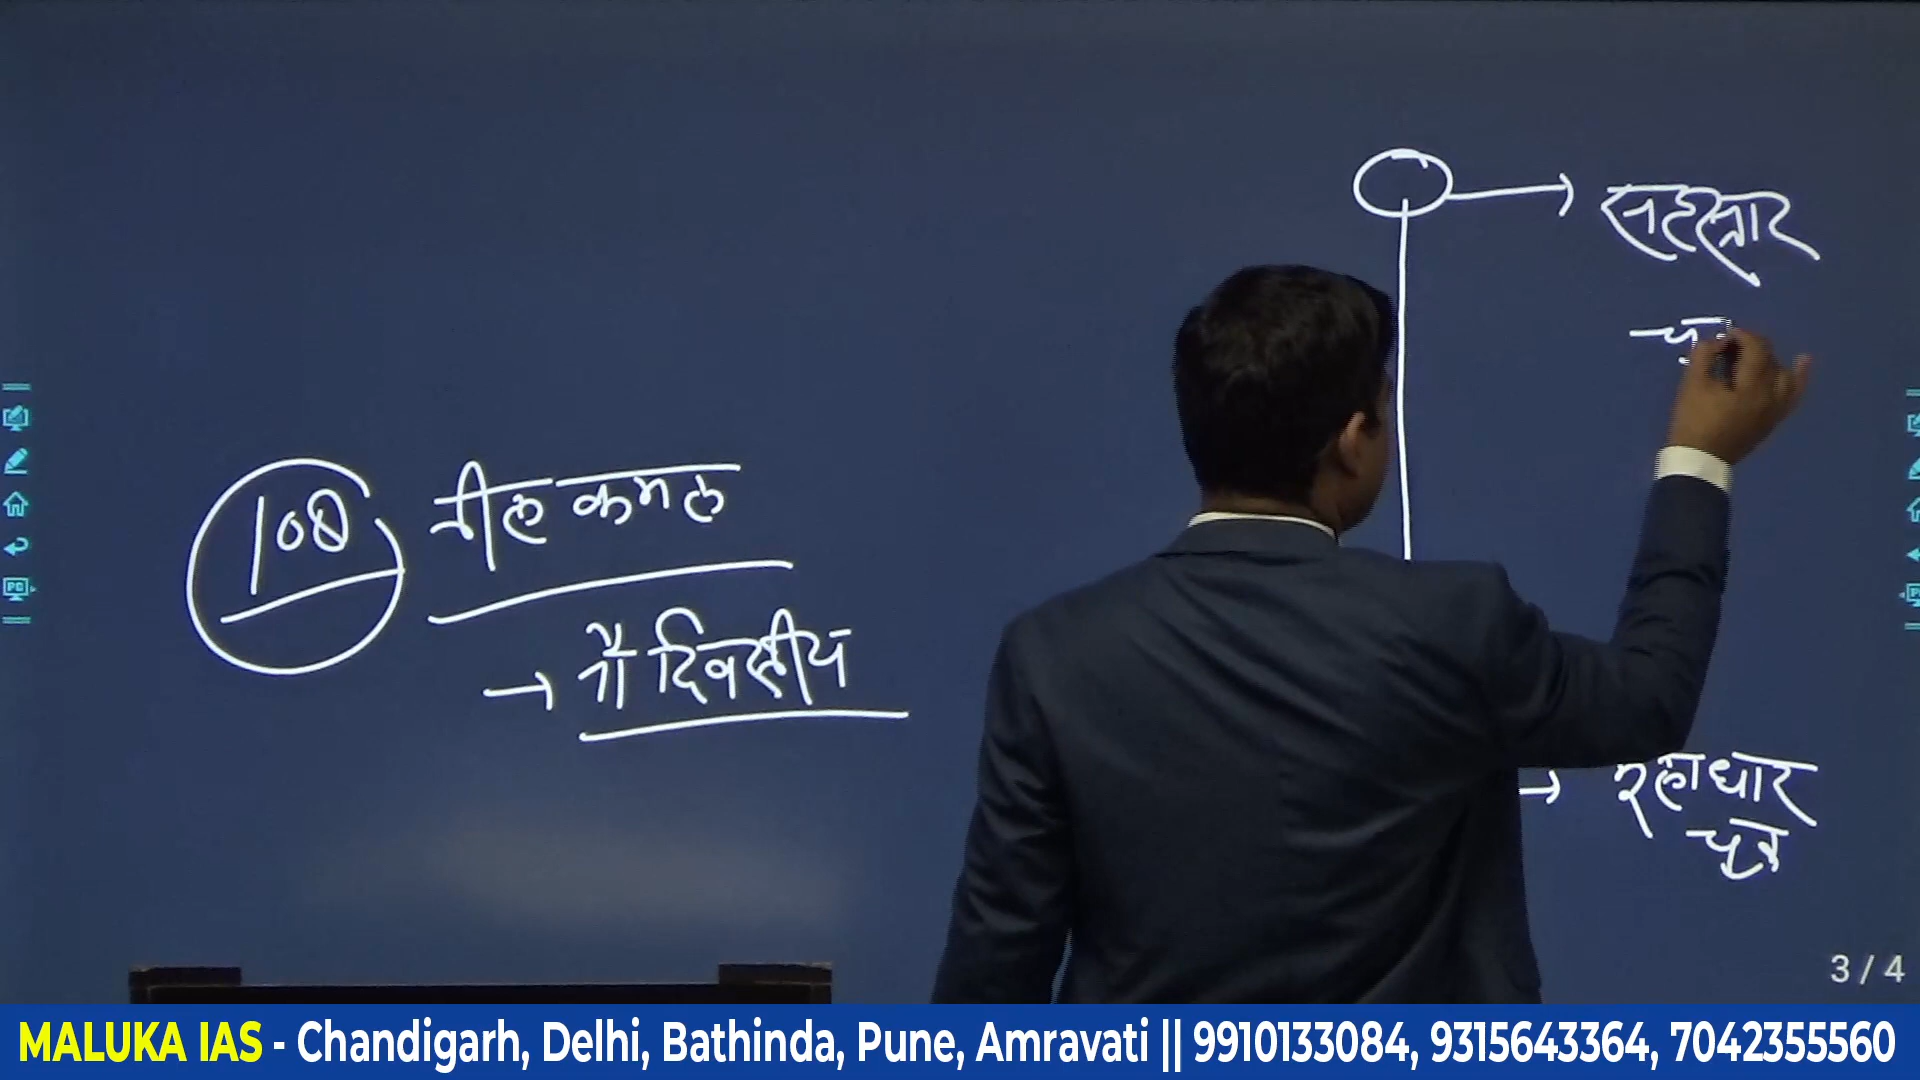 सहस्त्रार
108 नील कमल
→ नौ दिवसीय
चक्र
3 / 4
MALUKA IAS - Chandigarh, Delhi, Bathinda, Pune, Amravati || 9910133084, 9315643364, 7042355560